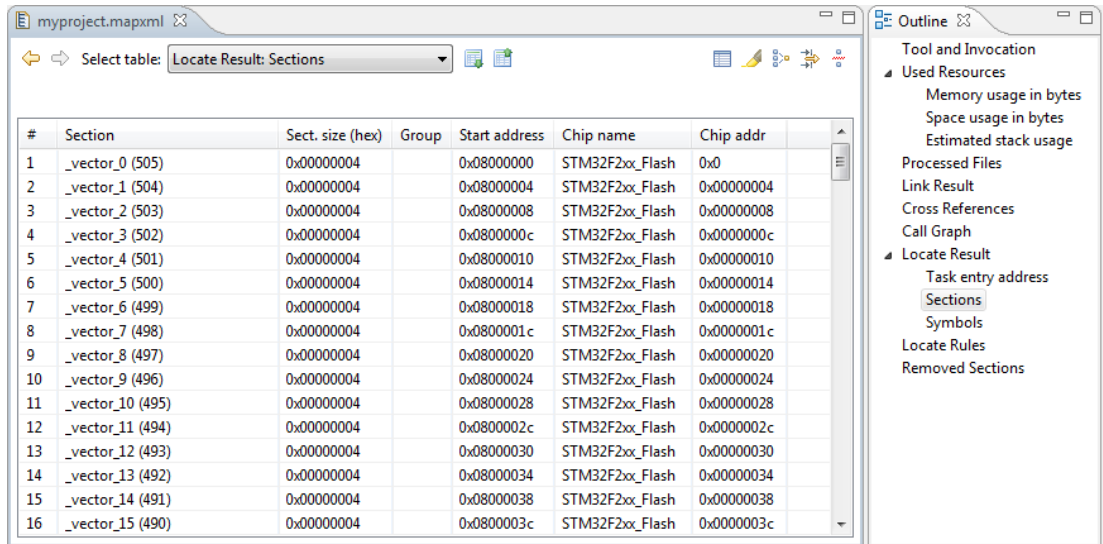 myproject.mapxml
Select table: Locate Result: Sections
# Section Sect. size (hex) Group Start address Chip name Chip addr
1 _vector_0 (505) 0x00000004 0x08000000 STM32F2xx_Flash 0x0
2 _vector_1 (504) 0x00000004 0x08000004 STM32F2xx_Flash 0x00000004
3 _vector_2 (503) 0x00000004 0x08000008 STM32F2xx_Flash 0x00000008
4 _vector_3 (502) 0x00000004 0x0800000c STM32F2xx_Flash 0x0000000c
5 _vector_4 (501) 0x00000004 0x08000010 STM32F2xx_Flash 0x00000010
6 _vector_5 (500) 0x00000004 0x08000014 STM32F2xx_Flash 0x00000014
7 _vector_6 (499) 0x00000004 0x08000018 STM32F2xx_Flash 0x00000018
8 _vector_7 (498) 0x00000004 0x0800001c STM32F2xx_Flash 0x0000001c
9 _vector_8 (497) 0x00000004 0x08000020 STM32F2xx_Flash 0x00000020
10 _vector_9 (496) 0x00000004 0x08000024 STM32F2xx_Flash 0x00000024
11 _vector_10 (495) 0x00000004 0x08000028 STM32F2xx_Flash 0x00000028
12 _vector_11 (494) 0x00000004 0x0800002c STM32F2xx_Flash 0x0000002c
13 _vector_12 (493) 0x00000004 0x08000030 STM32F2xx_Flash 0x00000030
14 _vector_13 (492) 0x00000004 0x08000034 STM32F2xx_Flash 0x00000034
15 _vector_14 (491) 0x00000004 0x08000038 STM32F2xx_Flash 0x00000038
16 _vector_15 (490) 0x00000004 0x0800003c STM32F2xx_Flash 0x0000003c
Outline
Tool and Invocation
Used Resources
Memory usage in bytes
Space usage in bytes
Estimated stack usage
Processed Files
Link Result
Cross References
Call Graph
Locate Result
Task entry address
Sections
Symbols
Locate Rules
Removed Sections